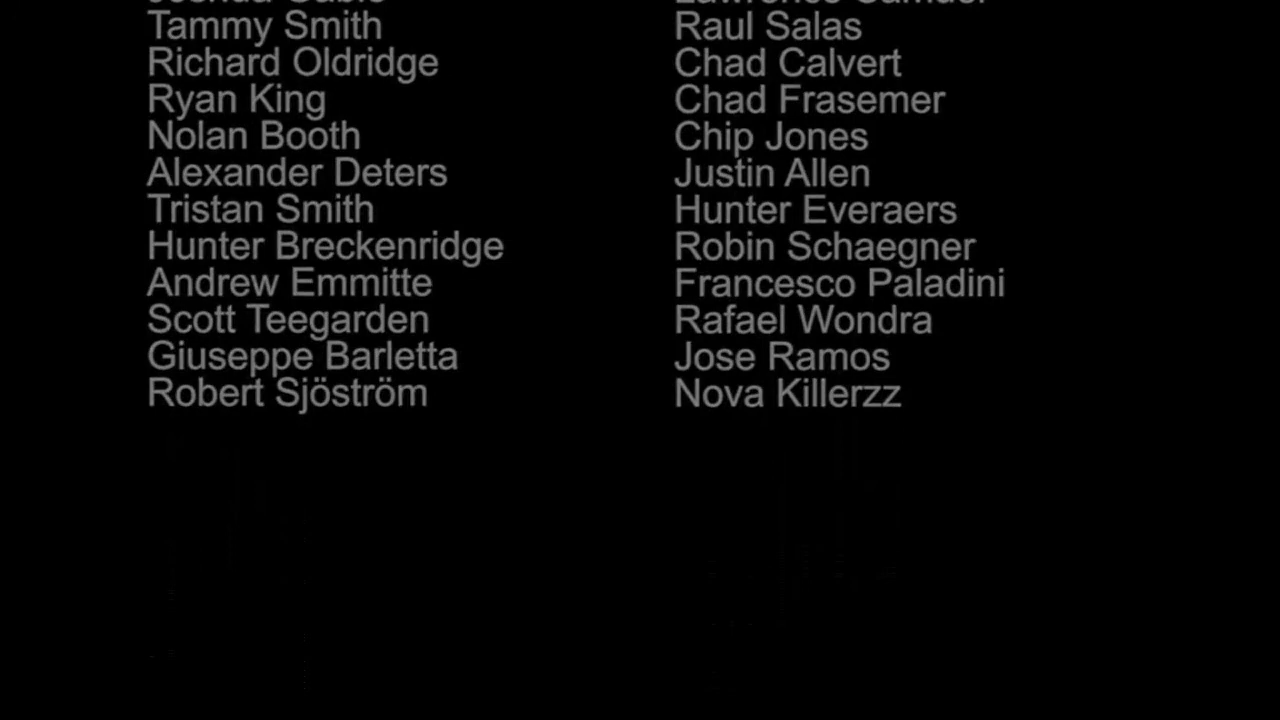 Tammy Smith
Richard Oldridge
Ryan King
Nolan Booth
Alexander Deters
Tristan Smith
Hunter Breckenridge
Andrew Emmitte
Scott Teegarden
Giuseppe Barletta
Robert Sjöström
Raul Salas
Chad Calvert
Chad Frasemer
Chip Jones
Justin Allen
Hunter Everaers
Robin Schaegner
Francesco Paladini
Rafael Wondra
Jose Ramos
Nova Killerzz